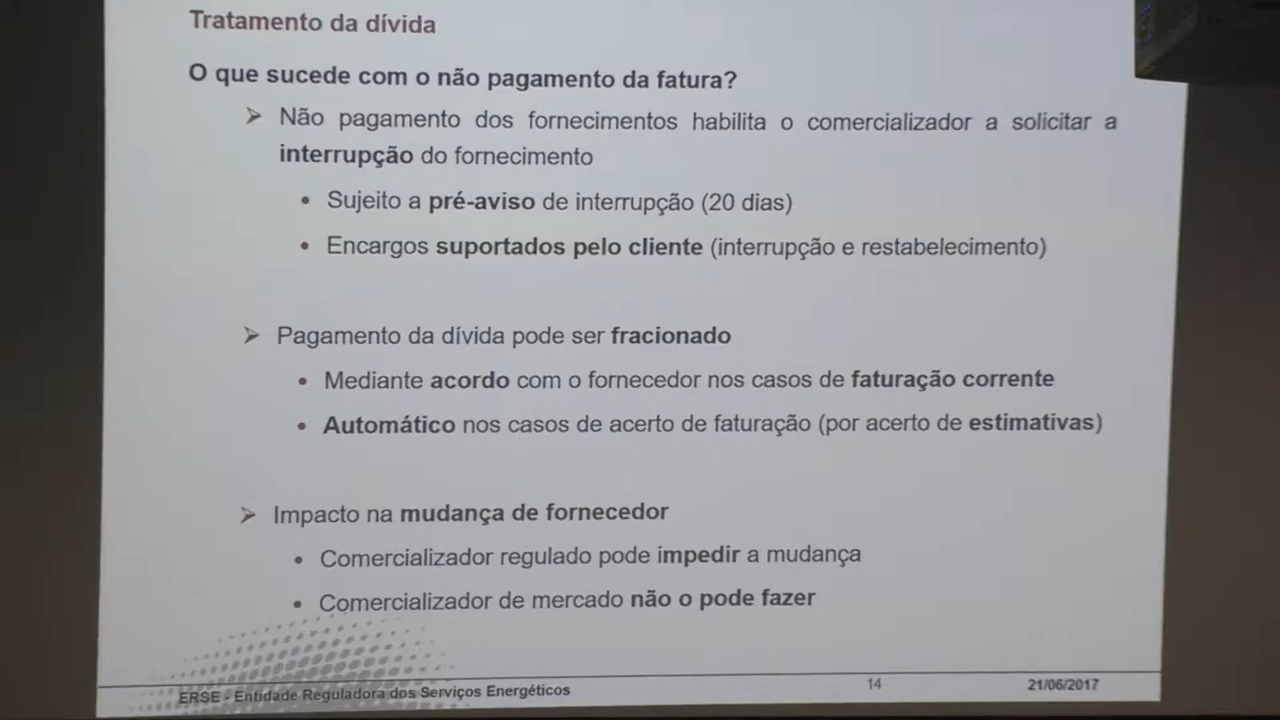 Tratamento da dívida
O que sucede com o não pagamento da fatura?
➢ Não pagamento dos fornecimentos habilita o comercializador a solicitar a
interrupção do fornecimento
• Sujeito a pré-aviso de interrupção (20 dias)
• Encargos suportados pelo cliente (interrupção e restabelecimento)
➢ Pagamento da dívida pode ser fracionado
• Mediante acordo com o fornecedor nos casos de faturação corrente
• Automático nos casos de acerto de faturação (por acerto de estimativas)
➢ Impacto na mudança de fornecedor
• Comercializador regulado pode impedir a mudança
• Comercializador de mercado não o pode fazer
ERSE - Entidade Reguladora dos Serviços Energéticos 14 21/06/2017